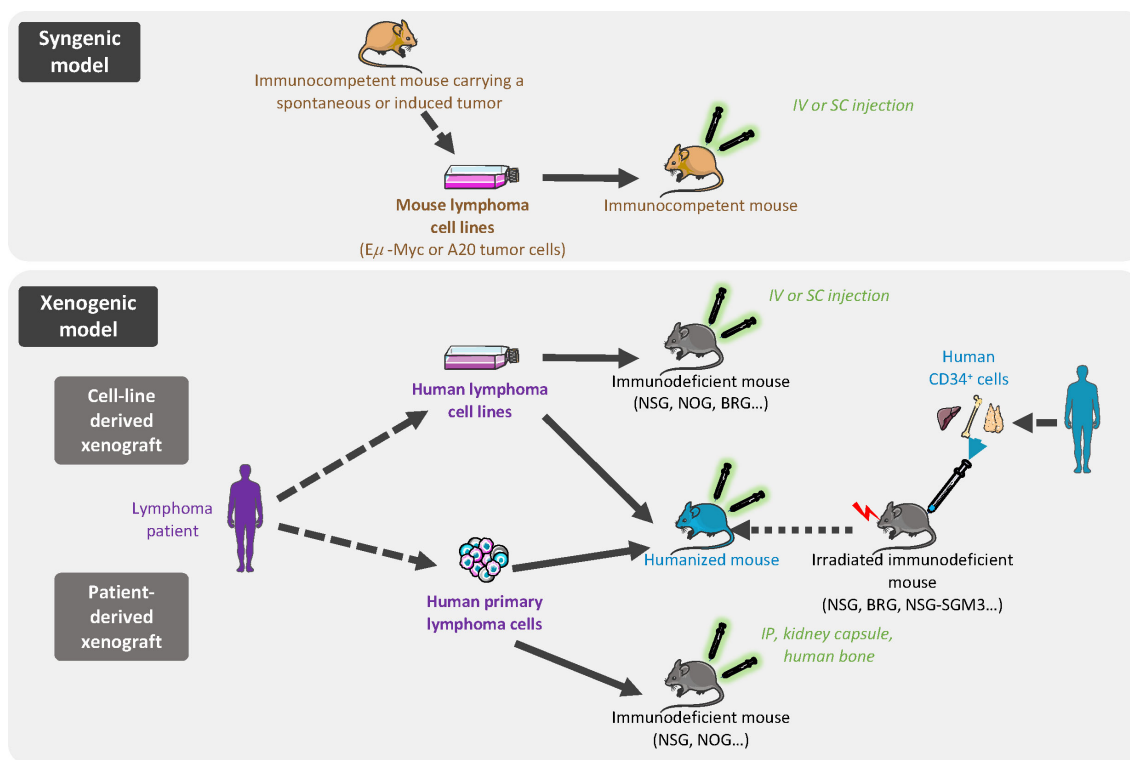 Syngenic
model
Immunocompetent mouse carrying a
spontaneous or induced tumor
IV or SC injection
Mouse lymphoma
cell lines
(Eμ -Myc or A20 tumor cells)
Immunocompetent mouse
Xenogenic
model
IV or SC injection
Cell-line
derived
xenograft
Human lymphoma
cell lines
Immunodeficient mouse
(NSG, NOG, BRG...)
Human
CD34⁺ cells
Lymphoma
patient
Humanized mouse
Irradiated immunodeficient
mouse
(NSG, BRG, NSG-SGM3...)
Patient-
derived
xenograft
Human primary
lymphoma cells
IP, kidney capsule,
human bone
Immunodeficient mouse
(NSG, NOG...)